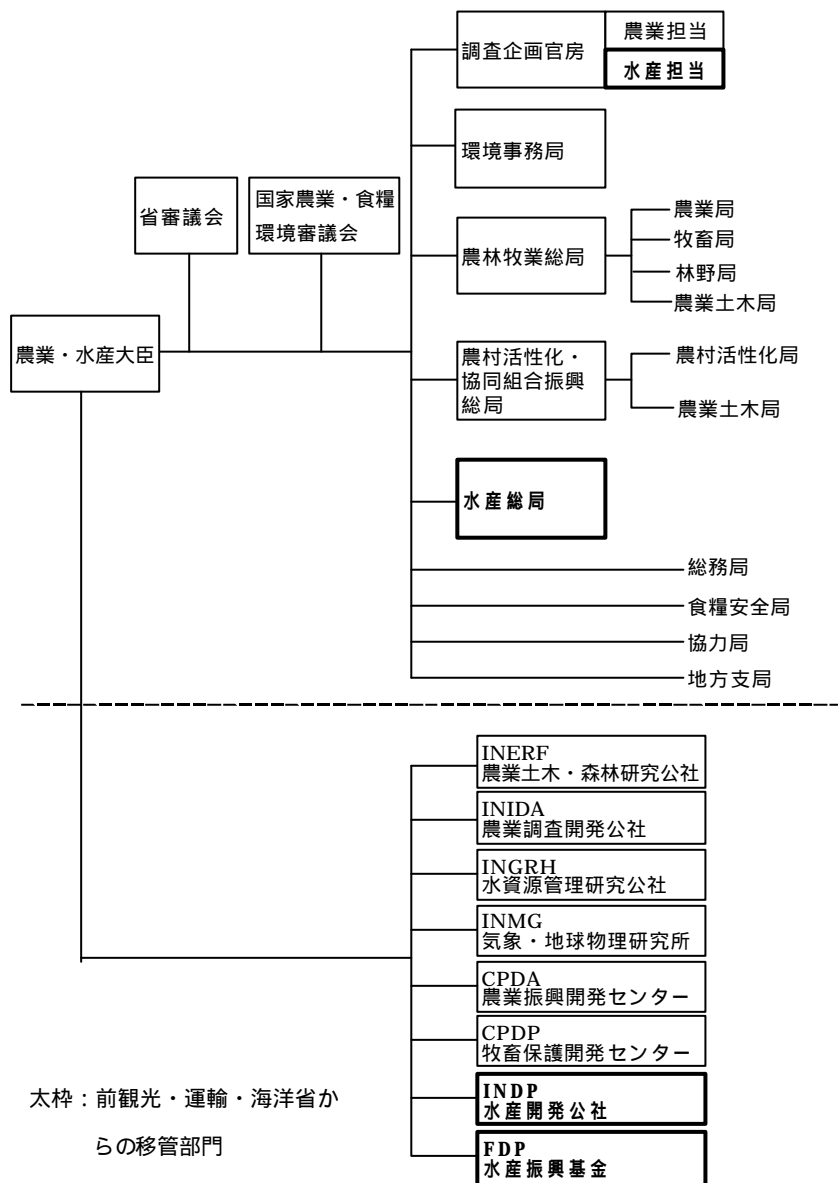 調査企画官房
農業担当
水産担当
環境事務局
省審議会
国家農業・食糧
環境審議会
農林牧業総局
農業局
牧畜局
林野局
農業土木局
農業・水産大臣
農村活性化・
協同組合振興
総局
農村活性化局
農業土木局
水産総局
総務局
食糧安全局
協力局
地方支局
INERF
農業土木・森林研究公社
INIDA
農業調査開発公社
INGRH
水資源管理研究公社
INMG
気象・地球物理研究所
CPDA
農業振興開発センター
CPDP
牧畜保護開発センター
INDP
水産開発公社
FDP
水産振興基金
太枠：前観光・運輸・海洋省か
らの移管部門